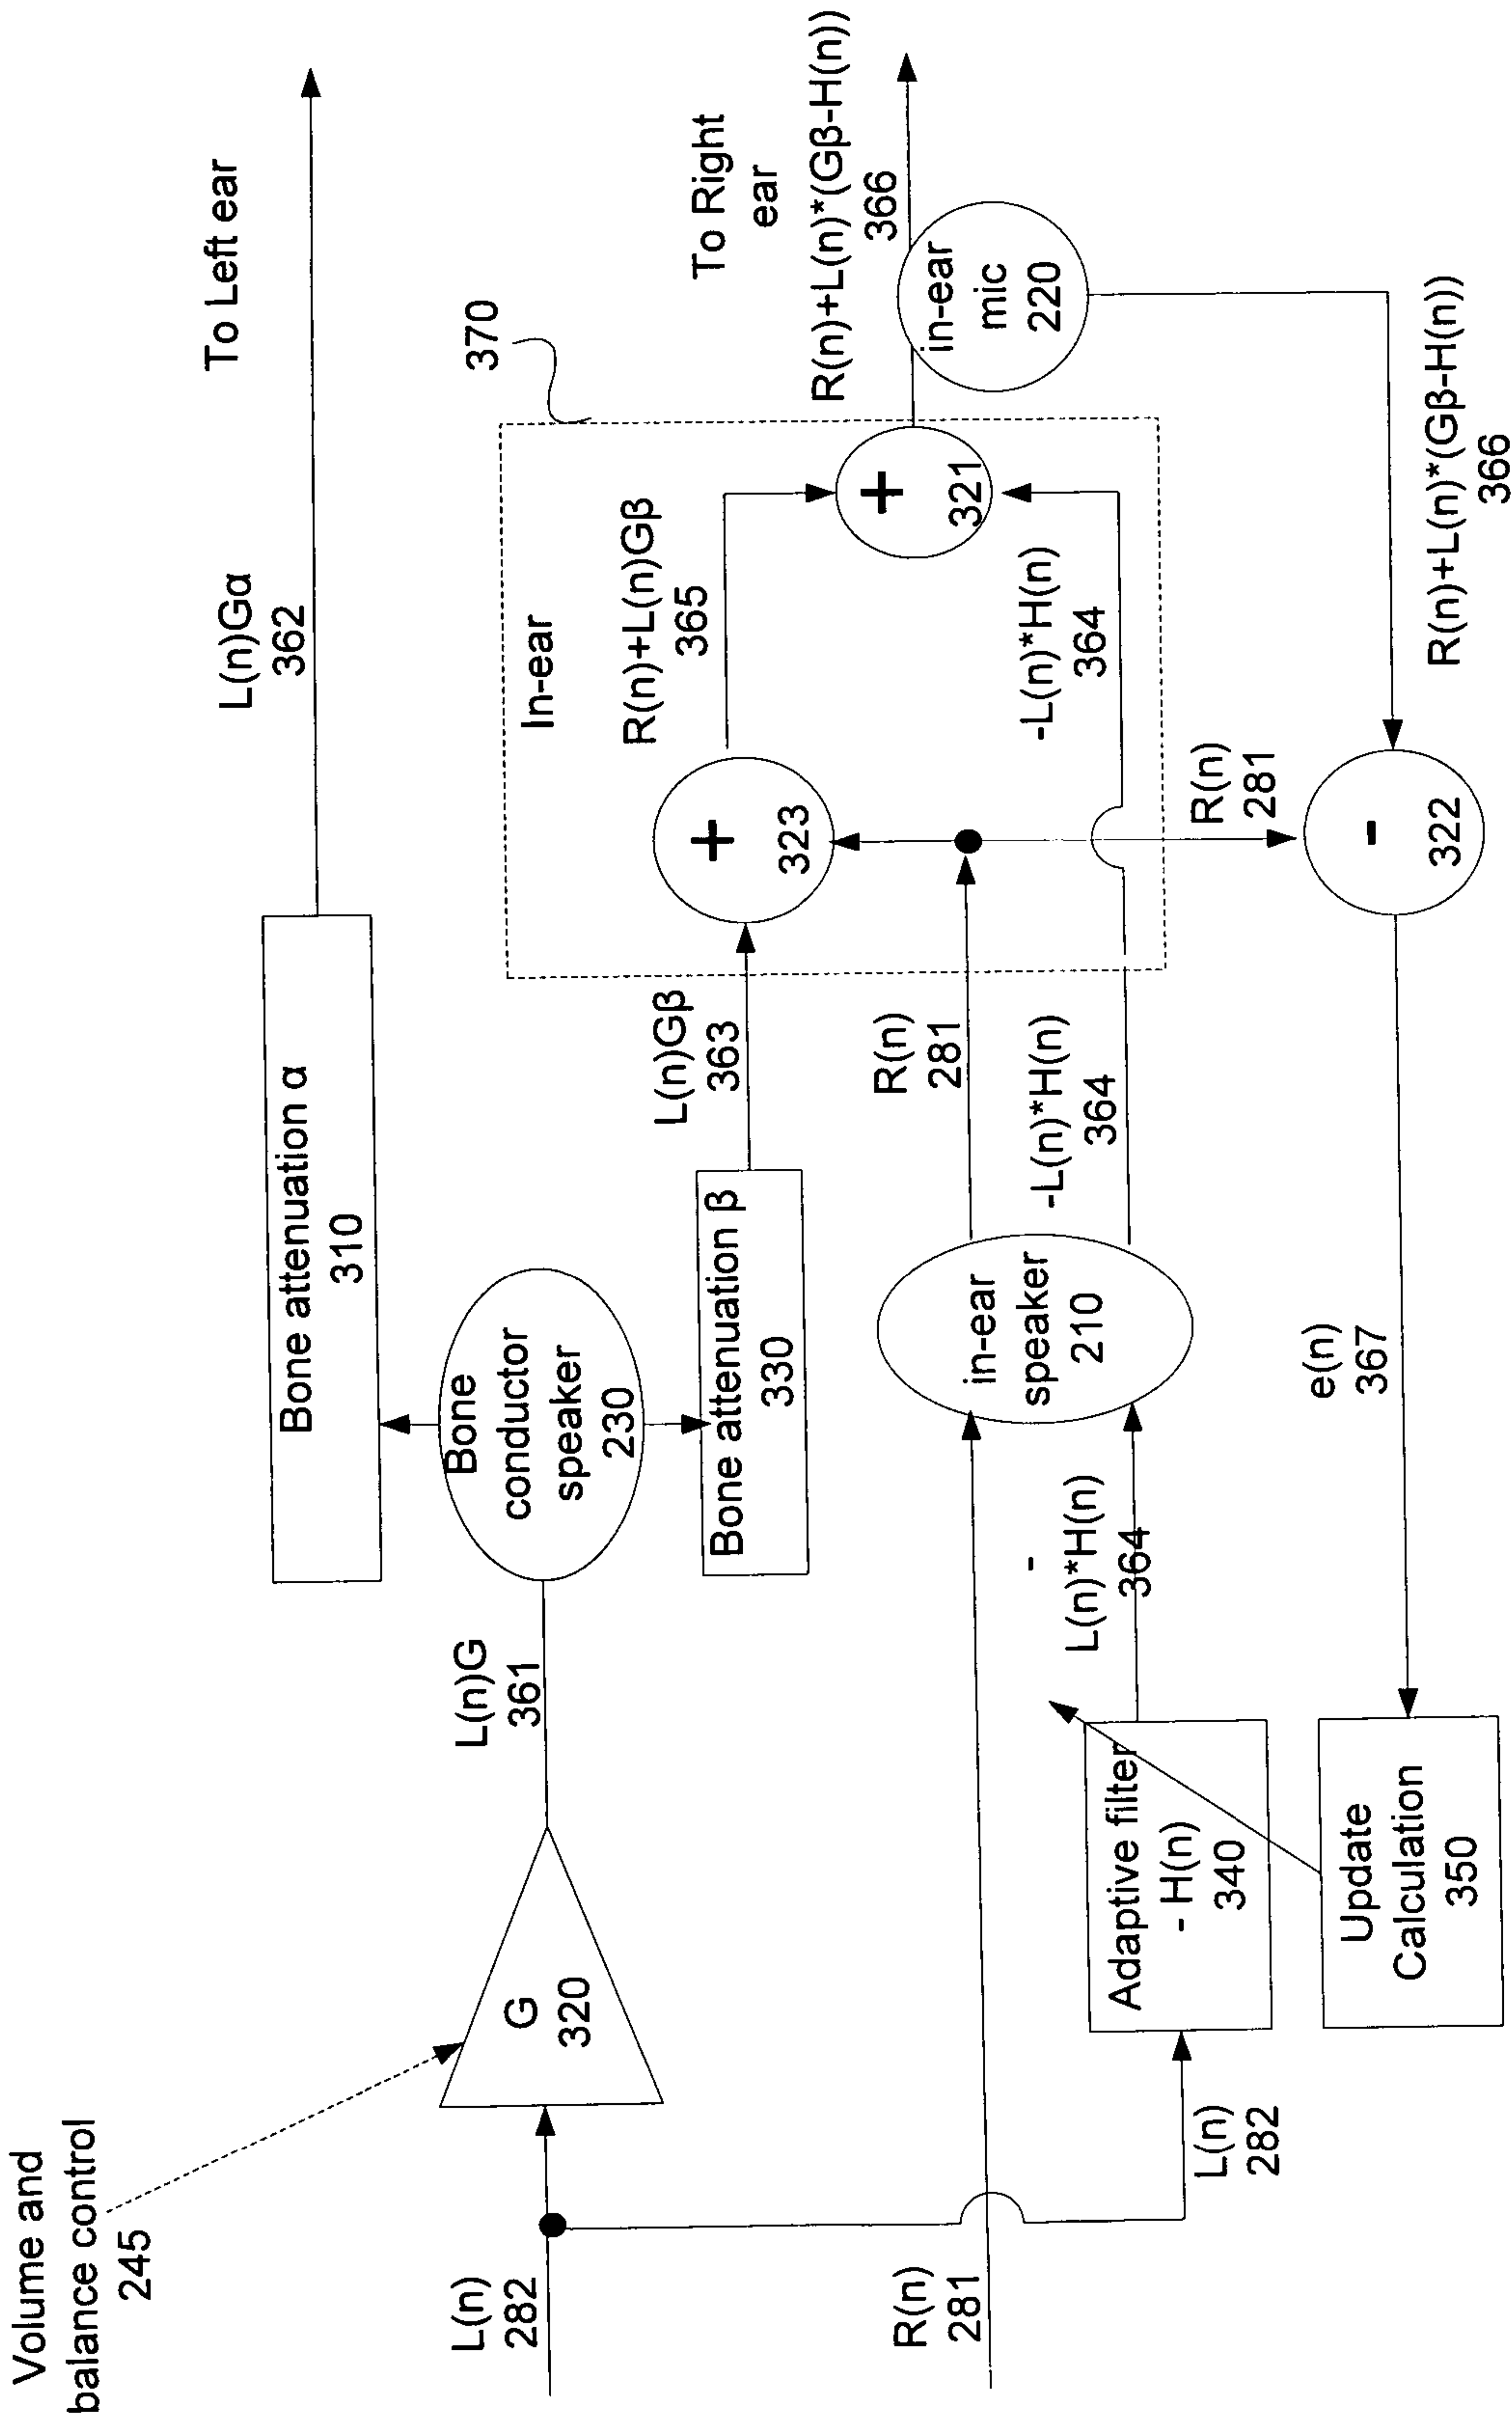 Volume and
balance control
245
L(n)
282
G
320
L(n)G
361
Bone
conductor
speaker
230
Bone attenuation α
310
L(n)Gα
362
To Left ear
Bone attenuation β
330
L(n)Gβ
363
370
In-ear
+
323
R(n)+L(n)Gβ
365
+
321
To Right
ear
R(n)+L(n)*(Gβ-H(n))
366
in-ear
mic
220
R(n)
281
in-ear
speaker
210
R(n)
281
-L(n)*H(n)
364
-L(n)*H(n)
364
R(n)
281
L(n)
282
Adaptive filter
- H(n)
340
-
L(n)*H(n)
364
Update
Calculation
350
e(n)
367
-
322
R(n)+L(n)*(Gβ-H(n))
366